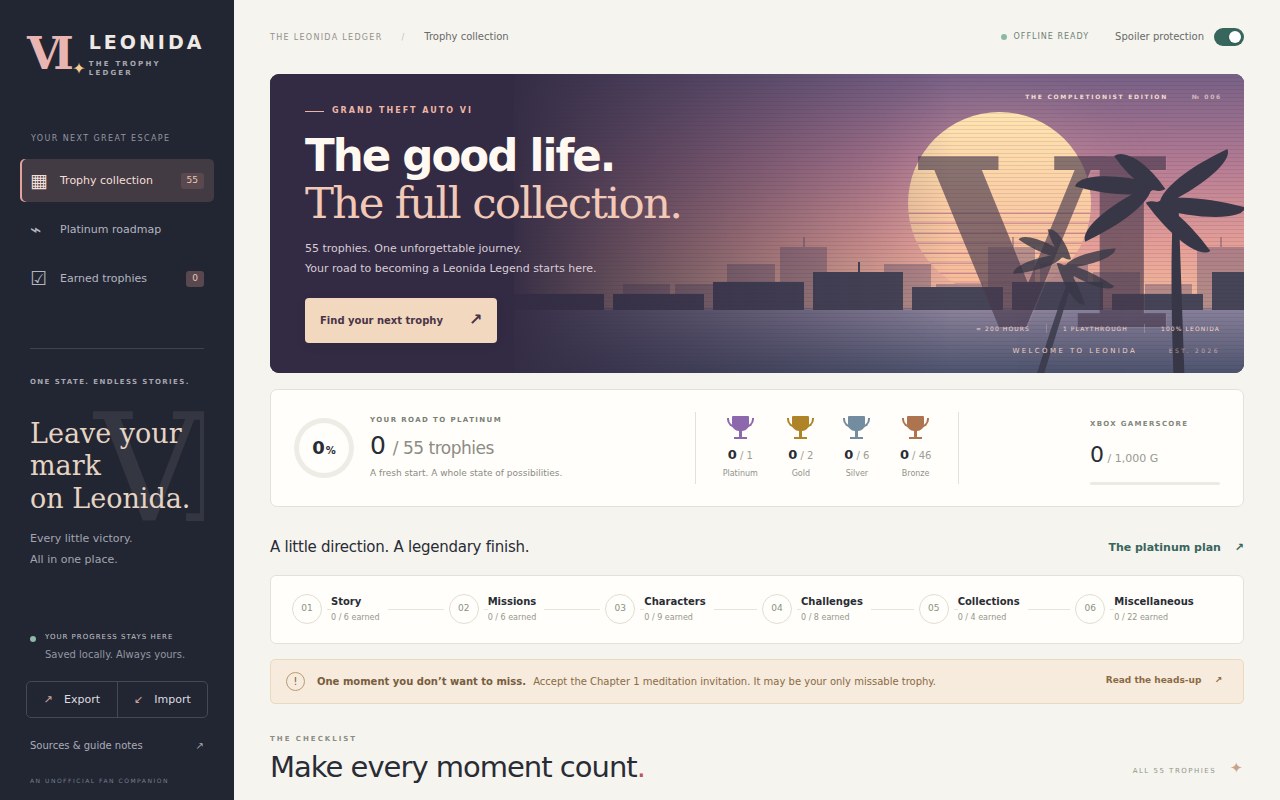 VI
LEONIDA
THE TROPHY
LEDGER
YOUR NEXT GREAT ESCAPE
Trophy collection 55
Platinum roadmap
Earned trophies 0
ONE STATE. ENDLESS STORIES.
VI
Leave your
mark
on Leonida.
Every little victory.
All in one place.
YOUR PROGRESS STAYS HERE
Saved locally. Always yours.
↗ Export
↙ Import
Sources & guide notes ↗
AN UNOFFICIAL FAN COMPANION
THE LEONIDA LEDGER / Trophy collection
OFFLINE READY
Spoiler protection
THE COMPLETIONIST EDITION № 006
GRAND THEFT AUTO VI
The good life.
The full collection.
55 trophies. One unforgettable journey.
Your road to becoming a Leonida Legend starts here.
Find your next trophy ↗
VI
≈ 200 HOURS 1 PLAYTHROUGH 100% LEONIDA
WELCOME TO LEONIDA EST. 2026
0%
YOUR ROAD TO PLATINUM
0 / 55 trophies
A fresh start. A whole state of possibilities.
0 / 1 0 / 2 0 / 6 0 / 46
Platinum Gold Silver Bronze
XBOX GAMERSCORE
0 / 1,000 G
A little direction. A legendary finish.
The platinum plan ↗
01 Story
0 / 6 earned
02 Missions
0 / 6 earned
03 Characters
0 / 9 earned
04 Challenges
0 / 8 earned
05 Collections
0 / 4 earned
06 Miscellaneous
0 / 22 earned
! One moment you don’t want to miss. Accept the Chapter 1 meditation invitation. It may be your only missable trophy.
Read the heads-up ↗
THE CHECKLIST
Make every moment count.
ALL 55 TROPHIES